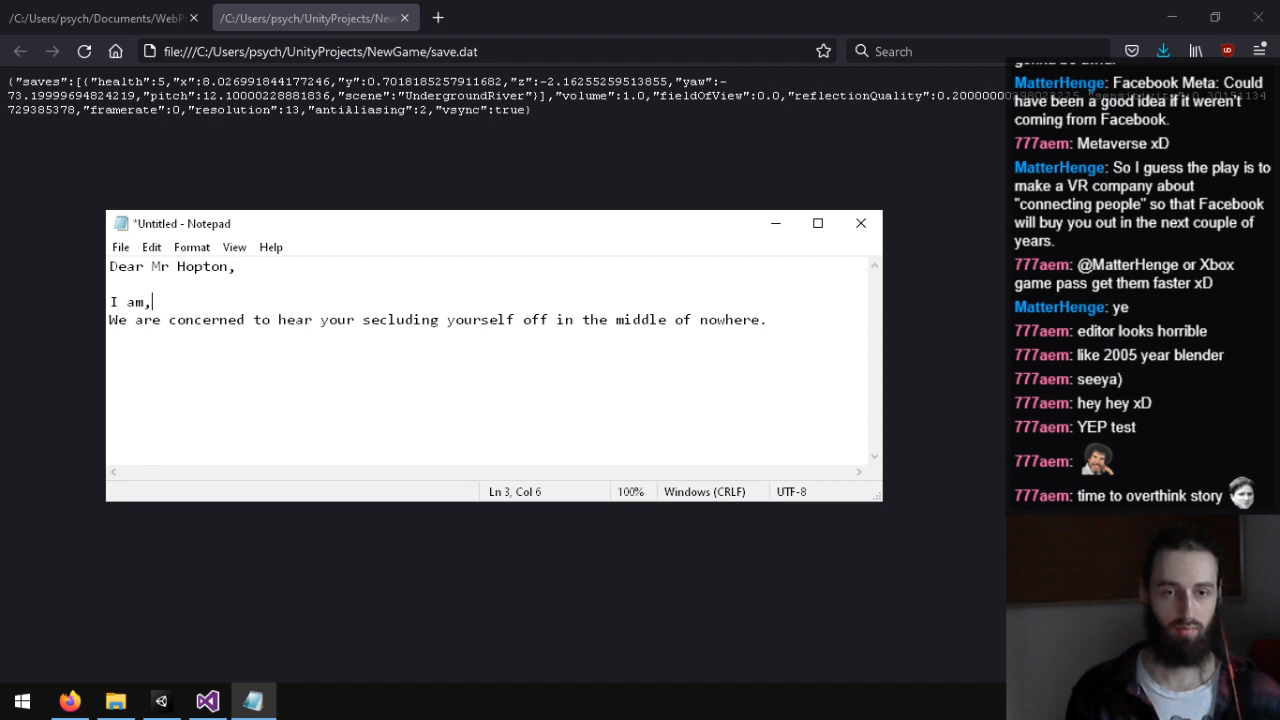 /C:/Users/psych/Documents/WebP
/C:/Users/psych/UnityProjects/New
file:///C:/Users/psych/UnityProjects/NewGame/save.dat
Search
{"saves":[{"health":5,"x":8.026991844177246,"y":0.7018185257911682,"z":-2.16255259513855,"yaw":-
73.19999694824219,"pitch":12.10000228881836,"scene":"UndergroundRiver"}],"volume":1.0,"fieldOfView":0.0,"reflectionQuality":0.2000000
729385378,"framerate":0,"resolution":13,"antiAliasing":2,"vsync":true}
*Untitled - Notepad
File Edit Format View Help
Dear Mr Hopton,
I am,
We are concerned to hear your secluding yourself off in the middle of nowhere.
Ln 3, Col 6 100% Windows (CRLF) UTF-8
MatterHenge: Facebook Meta: Could
have been a good idea if it weren't
coming from Facebook.
777aem: Metaverse xD
MatterHenge: So I guess the play is to
make a VR company about
"connecting people" so that Facebook
will buy you out in the next couple of
years.
777aem: @MatterHenge or Xbox
game pass get them faster xD
MatterHenge: ye
777aem: editor looks horrible
777aem: like 2005 year blender
777aem: seeya)
777aem: hey hey xD
777aem: YEP test
777aem:
777aem: time to overthink story